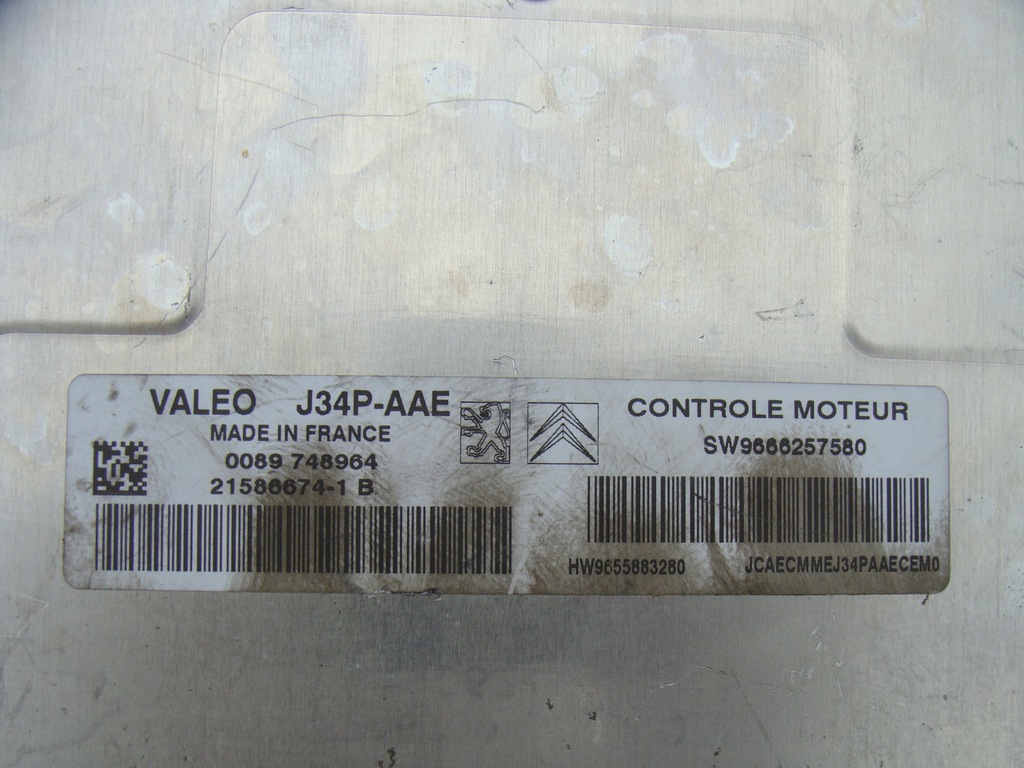 VALEO J34P-AAE
MADE IN FRANCE
0089 748964
21586674-1 B
CONTROLE MOTEUR
SW9666257580
HW9655883280 JCAECMMEJ34PAAECEM0